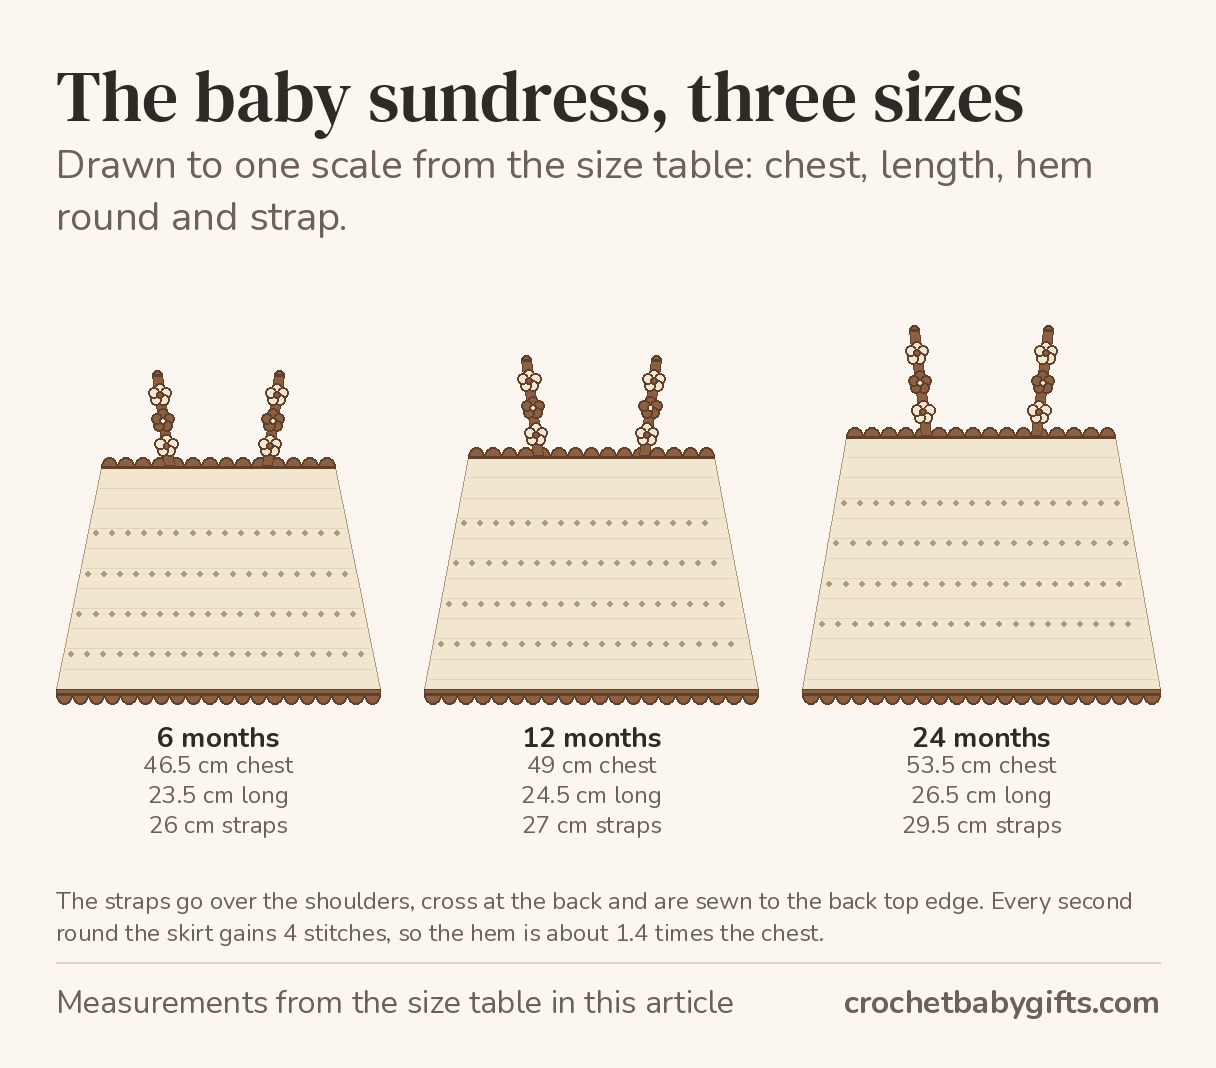 The baby sundress, three sizes
Drawn to one scale from the size table: chest, length, hem
round and strap.
6 months
46.5 cm chest
23.5 cm long
26 cm straps
12 months
49 cm chest
24.5 cm long
27 cm straps
24 months
53.5 cm chest
26.5 cm long
29.5 cm straps
The straps go over the shoulders, cross at the back and are sewn to the back top edge. Every second
round the skirt gains 4 stitches, so the hem is about 1.4 times the chest.
Measurements from the size table in this article
crochetbabygifts.com